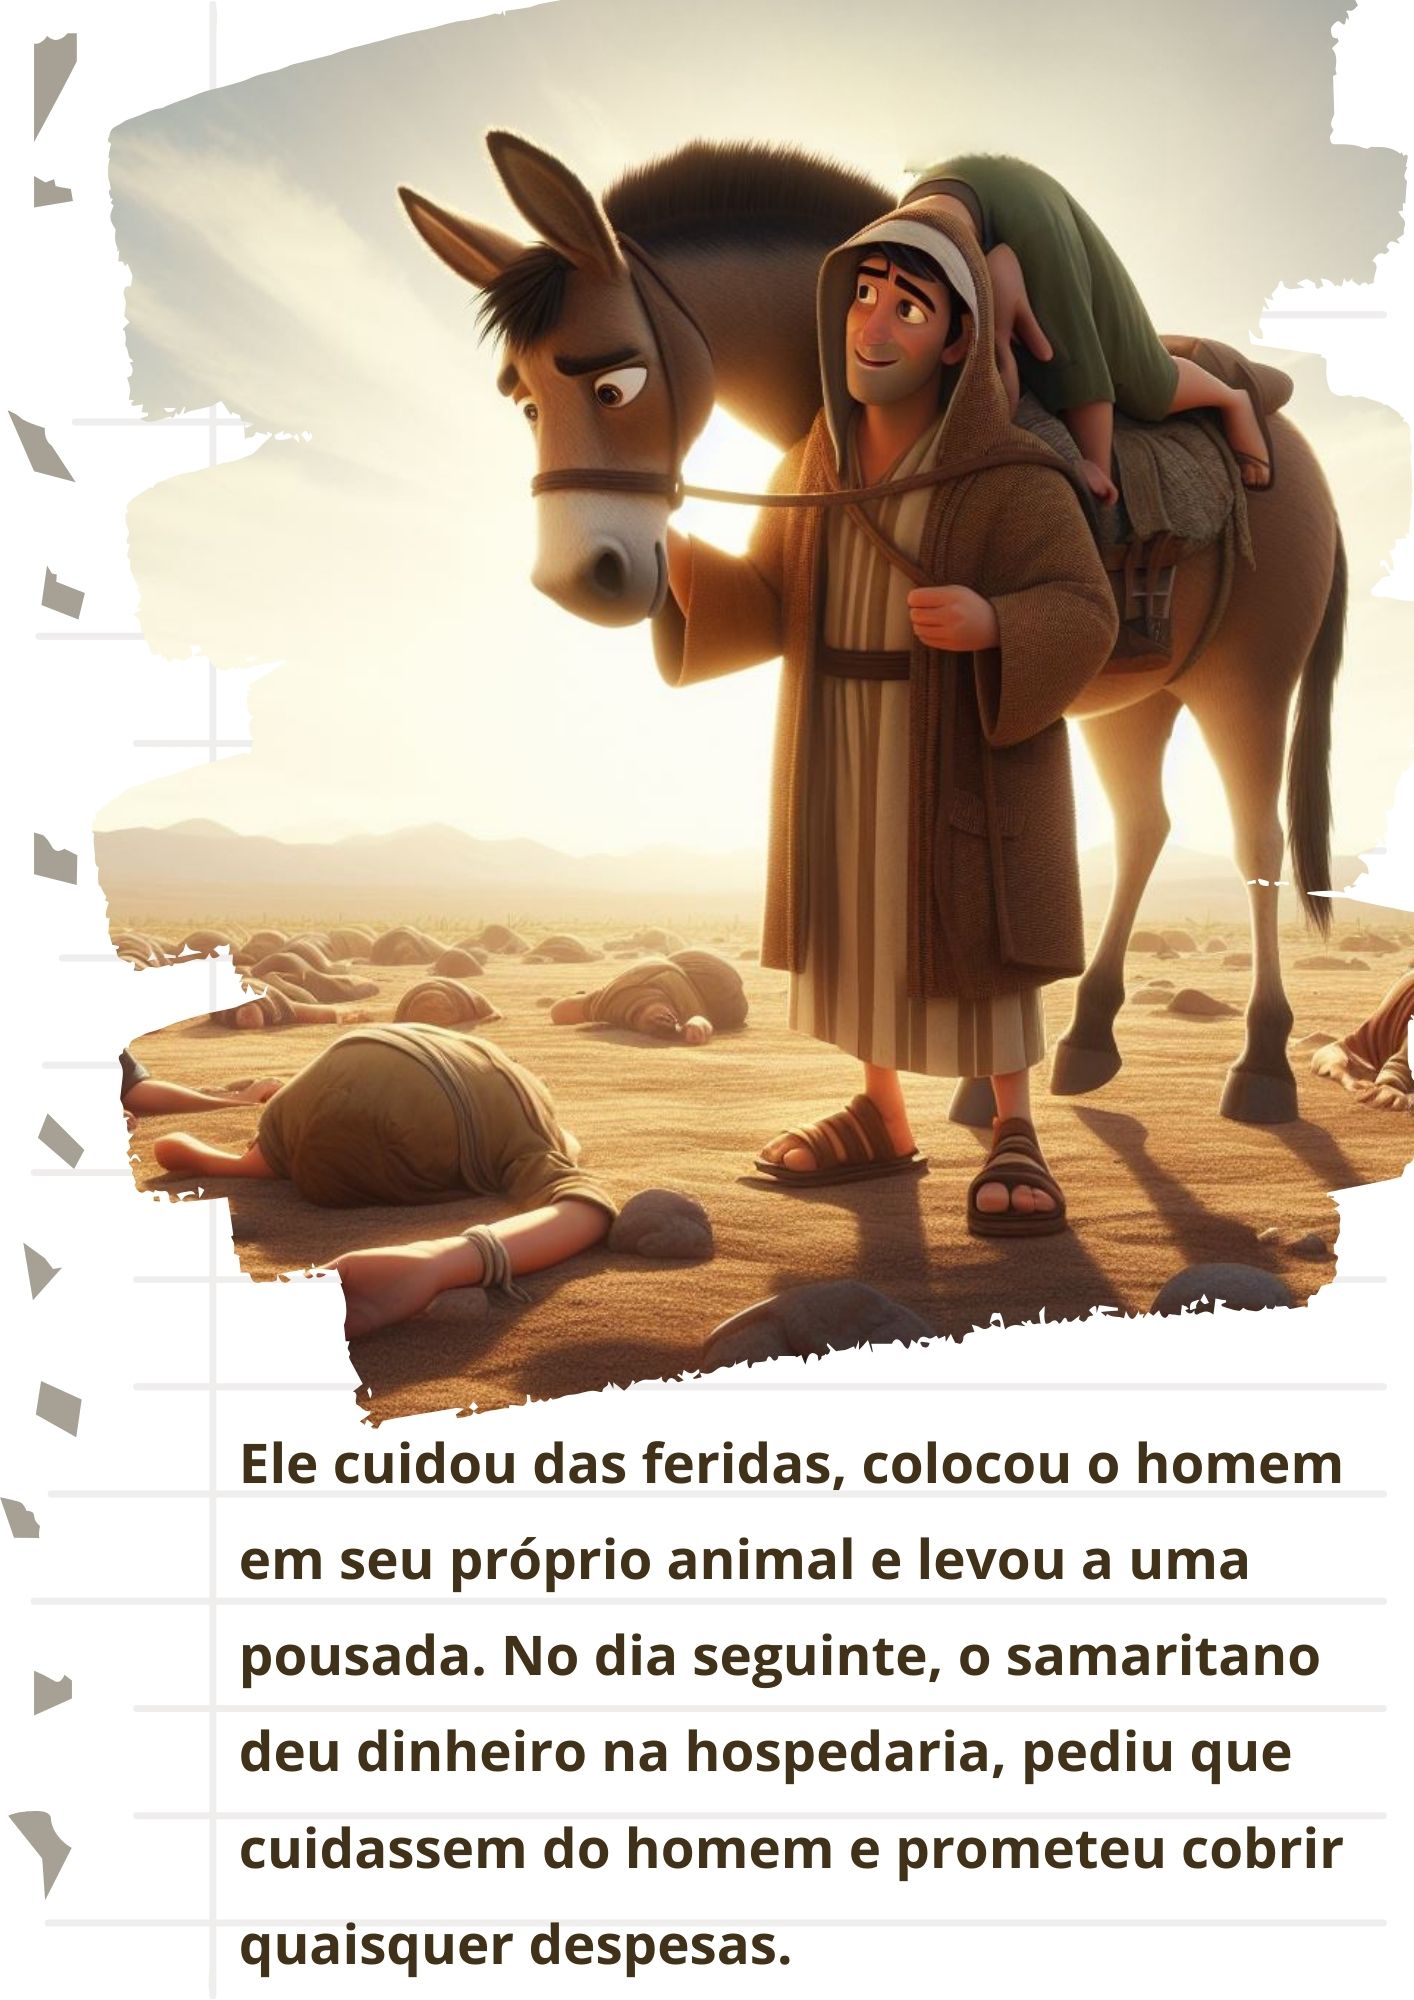 Ele cuidou das feridas, colocou o homem
em seu próprio animal e levou a uma
pousada. No dia seguinte, o samaritano
deu dinheiro na hospedaria, pediu que
cuidassem do homem e prometeu cobrir
quaisquer despesas.